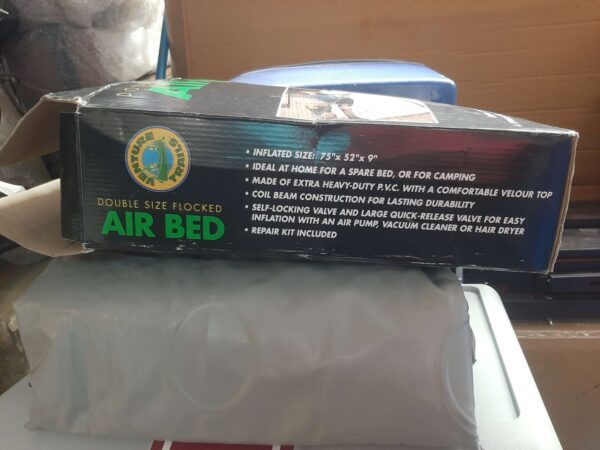 VENTURE TRAILS
DOUBLE SIZE FLOCKED
AIR BED
• INFLATED SIZE: 75"x 52"x 9"
• IDEAL AT HOME FOR A SPARE BED, OR FOR CAMPING
• MADE OF EXTRA HEAVY-DUTY P.V.C. WITH A COMFORTABLE VELOUR TOP
• COIL BEAM CONSTRUCTION FOR LASTING DURABILITY
• SELF-LOCKING VALVE AND LARGE QUICK-RELEASE VALVE FOR EASY
INFLATION WITH AN AIR PUMP, VACUUM CLEANER OR HAIR DRYER
• REPAIR KIT INCLUDED